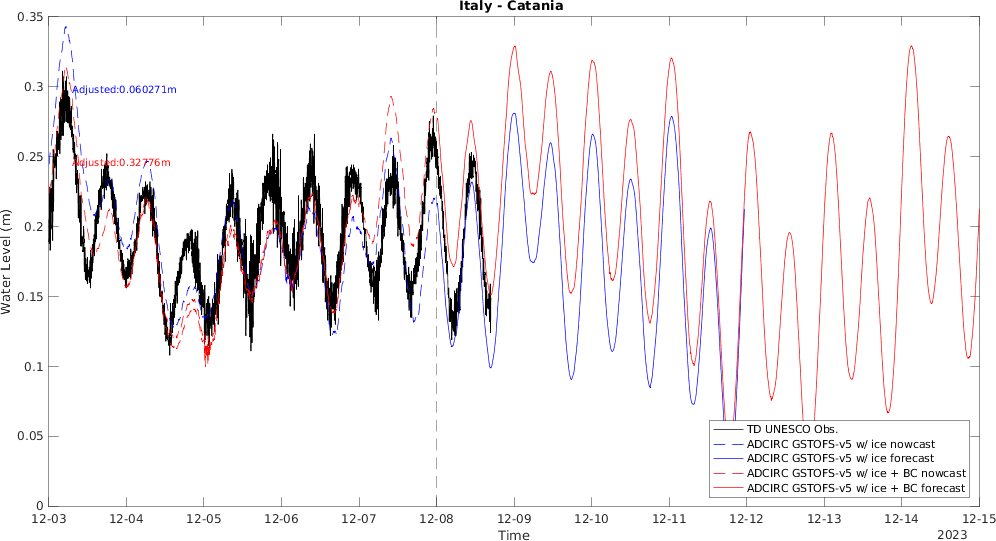 Italy - Catania
0.35
0.3
0.25
0.2
0.15
0.1
0.05
0
Water Level (m)
Adjusted:0.060271m
Adjusted:0.32776m
TD UNESCO Obs.
ADCIRC GSTOFS-v5 w/ ice nowcast
ADCIRC GSTOFS-v5 w/ ice forecast
ADCIRC GSTOFS-v5 w/ ice + BC nowcast
ADCIRC GSTOFS-v5 w/ ice + BC forecast
12-03 12-04 12-05 12-06 12-07 12-08 12-09 12-10 12-11 12-12 12-13 12-14 12-15
Time
2023